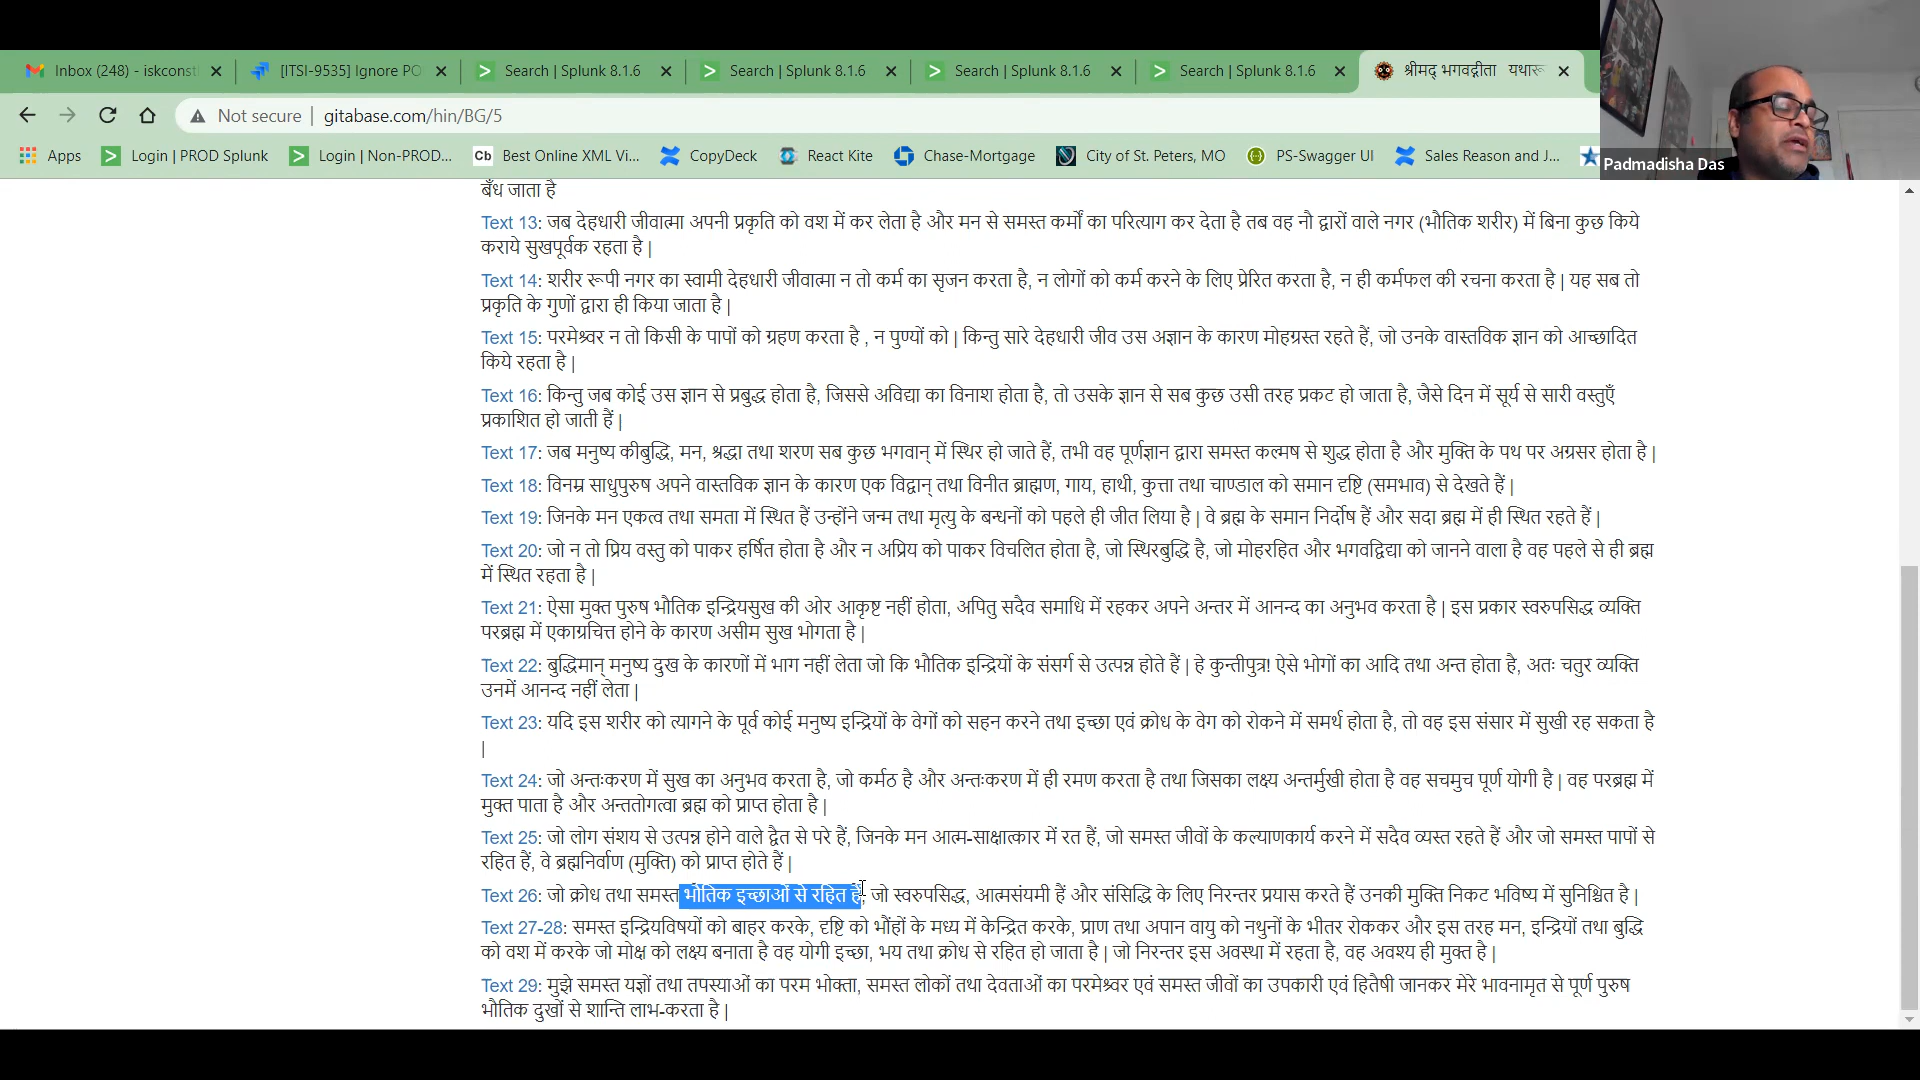 Inbox (248) - iskconst
[ITSI-9535] Ignore PO
Search | Splunk 8.1.6
Search | Splunk 8.1.6
Search | Splunk 8.1.6
Search | Splunk 8.1.6
श्रीमद् भगवद्गीता यथारू
Not secure | gitabase.com/hin/BG/5
Apps
Login | PROD Splunk
Login | Non-PROD...
Cb Best Online XML Vi...
CopyDeck
React Kite
Chase-Mortgage
City of St. Peters, MO
PS-Swagger UI
Sales Reason and J...
Padmadisha Das
बँध जाता है
Text 13: जब देहधारी जीवात्मा अपनी प्रकृति को वश में कर लेता है और मन से समस्त कर्मों का परित्याग कर देता है तब वह नौ द्वारों वाले नगर (भौतिक शरीर) में बिना कुछ किये
कराये सुखपूर्वक रहता है |
Text 14: शरीर रूपी नगर का स्वामी देहधारी जीवात्मा न तो कर्म का सृजन करता है, न लोगों को कर्म करने के लिए प्रेरित करता है, न ही कर्मफल की रचना करता है | यह सब तो
प्रकृति के गुणों द्वारा ही किया जाता है |
Text 15: परमेश्र्वर न तो किसी के पापों को ग्रहण करता है , न पुण्यों को | किन्तु सारे देहधारी जीव उस अज्ञान के कारण मोहग्रस्त रहते हैं, जो उनके वास्तविक ज्ञान को आच्छादित
किये रहता है |
Text 16: किन्तु जब कोई उस ज्ञान से प्रबुद्ध होता है, जिससे अविद्या का विनाश होता है, तो उसके ज्ञान से सब कुछ उसी तरह प्रकट हो जाता है, जैसे दिन में सूर्य से सारी वस्तुएँ
प्रकाशित हो जाती हैं |
Text 17: जब मनुष्य कीबुद्धि, मन, श्रद्धा तथा शरण सब कुछ भगवान् में स्थिर हो जाते हैं, तभी वह पूर्णज्ञान द्वारा समस्त कल्मष से शुद्ध होता है और मुक्ति के पथ पर अग्रसर होता है |
Text 18: विनम्र साधुपुरुष अपने वास्तविक ज्ञान के कारण एक विद्वान् तथा विनीत ब्राह्मण, गाय, हाथी, कुत्ता तथा चाण्डाल को समान दृष्टि (समभाव) से देखते हैं |
Text 19: जिनके मन एकत्व तथा समता में स्थित हैं उन्होंने जन्म तथा मृत्यु के बन्धनों को पहले ही जीत लिया है | वे ब्रह्म के समान निर्दोष हैं और सदा ब्रह्म में ही स्थित रहते हैं |
Text 20: जो न तो प्रिय वस्तु को पाकर हर्षित होता है और न अप्रिय को पाकर विचलित होता है, जो स्थिरबुद्धि है, जो मोहरहित और भगवद्विद्या को जानने वाला है वह पहले से ही ब्रह्म
में स्थित रहता है |
Text 21: ऐसा मुक्त पुरुष भौतिक इन्द्रियसुख की ओर आकृष्ट नहीं होता, अपितु सदैव समाधि में रहकर अपने अन्तर में आनन्द का अनुभव करता है | इस प्रकार स्वरुपसिद्ध व्यक्ति
परब्रह्म में एकाग्रचित्त होने के कारण असीम सुख भोगता है |
Text 22: बुद्धिमान् मनुष्य दुख के कारणों में भाग नहीं लेता जो कि भौतिक इन्द्रियों के संसर्ग से उत्पन्न होते हैं | हे कुन्तीपुत्र! ऐसे भोगों का आदि तथा अन्त होता है, अतः चतुर व्यक्ति
उनमें आनन्द नहीं लेता |
Text 23: यदि इस शरीर को त्यागने के पूर्व कोई मनुष्य इन्द्रियों के वेगों को सहन करने तथा इच्छा एवं क्रोध के वेग को रोकने में समर्थ होता है, तो वह इस संसार में सुखी रह सकता है
|
Text 24: जो अन्तःकरण में सुख का अनुभव करता है, जो कर्मठ है और अन्तःकरण में ही रमण करता है तथा जिसका लक्ष्य अन्तर्मुखी होता है वह सचमुच पूर्ण योगी है | वह परब्रह्म में
मुक्त पाता है और अन्ततोगत्वा ब्रह्म को प्राप्त होता है |
Text 25: जो लोग संशय से उत्पन्न होने वाले द्वैत से परे हैं, जिनके मन आत्म-साक्षात्कार में रत हैं, जो समस्त जीवों के कल्याणकार्य करने में सदैव व्यस्त रहते हैं और जो समस्त पापों से
रहित हैं, वे ब्रह्मनिर्वाण (मुक्ति) को प्राप्त होते हैं |
Text 26: जो क्रोध तथा समस्त भौतिक इच्छाओं से रहित हैं, जो स्वरुपसिद्ध, आत्मसंयमी हैं और संसिद्धि के लिए निरन्तर प्रयास करते हैं उनकी मुक्ति निकट भविष्य में सुनिश्चित है |
Text 27-28: समस्त इन्द्रियविषयों को बाहर करके, दृष्टि को भौंहों के मध्य में केन्द्रित करके, प्राण तथा अपान वायु को नथुनों के भीतर रोककर और इस तरह मन, इन्द्रियों तथा बुद्धि
को वश में करके जो मोक्ष को लक्ष्य बनाता है वह योगी इच्छा, भय तथा क्रोध से रहित हो जाता है | जो निरन्तर इस अवस्था में रहता है, वह अवश्य ही मुक्त है |
Text 29: मुझे समस्त यज्ञों तथा तपस्याओं का परम भोक्ता, समस्त लोकों तथा देवताओं का परमेश्र्वर एवं समस्त जीवों का उपकारी एवं हितैषी जानकर मेरे भावनामृत से पूर्ण पुरुष
भौतिक दुखों से शान्ति लाभ-करता है |